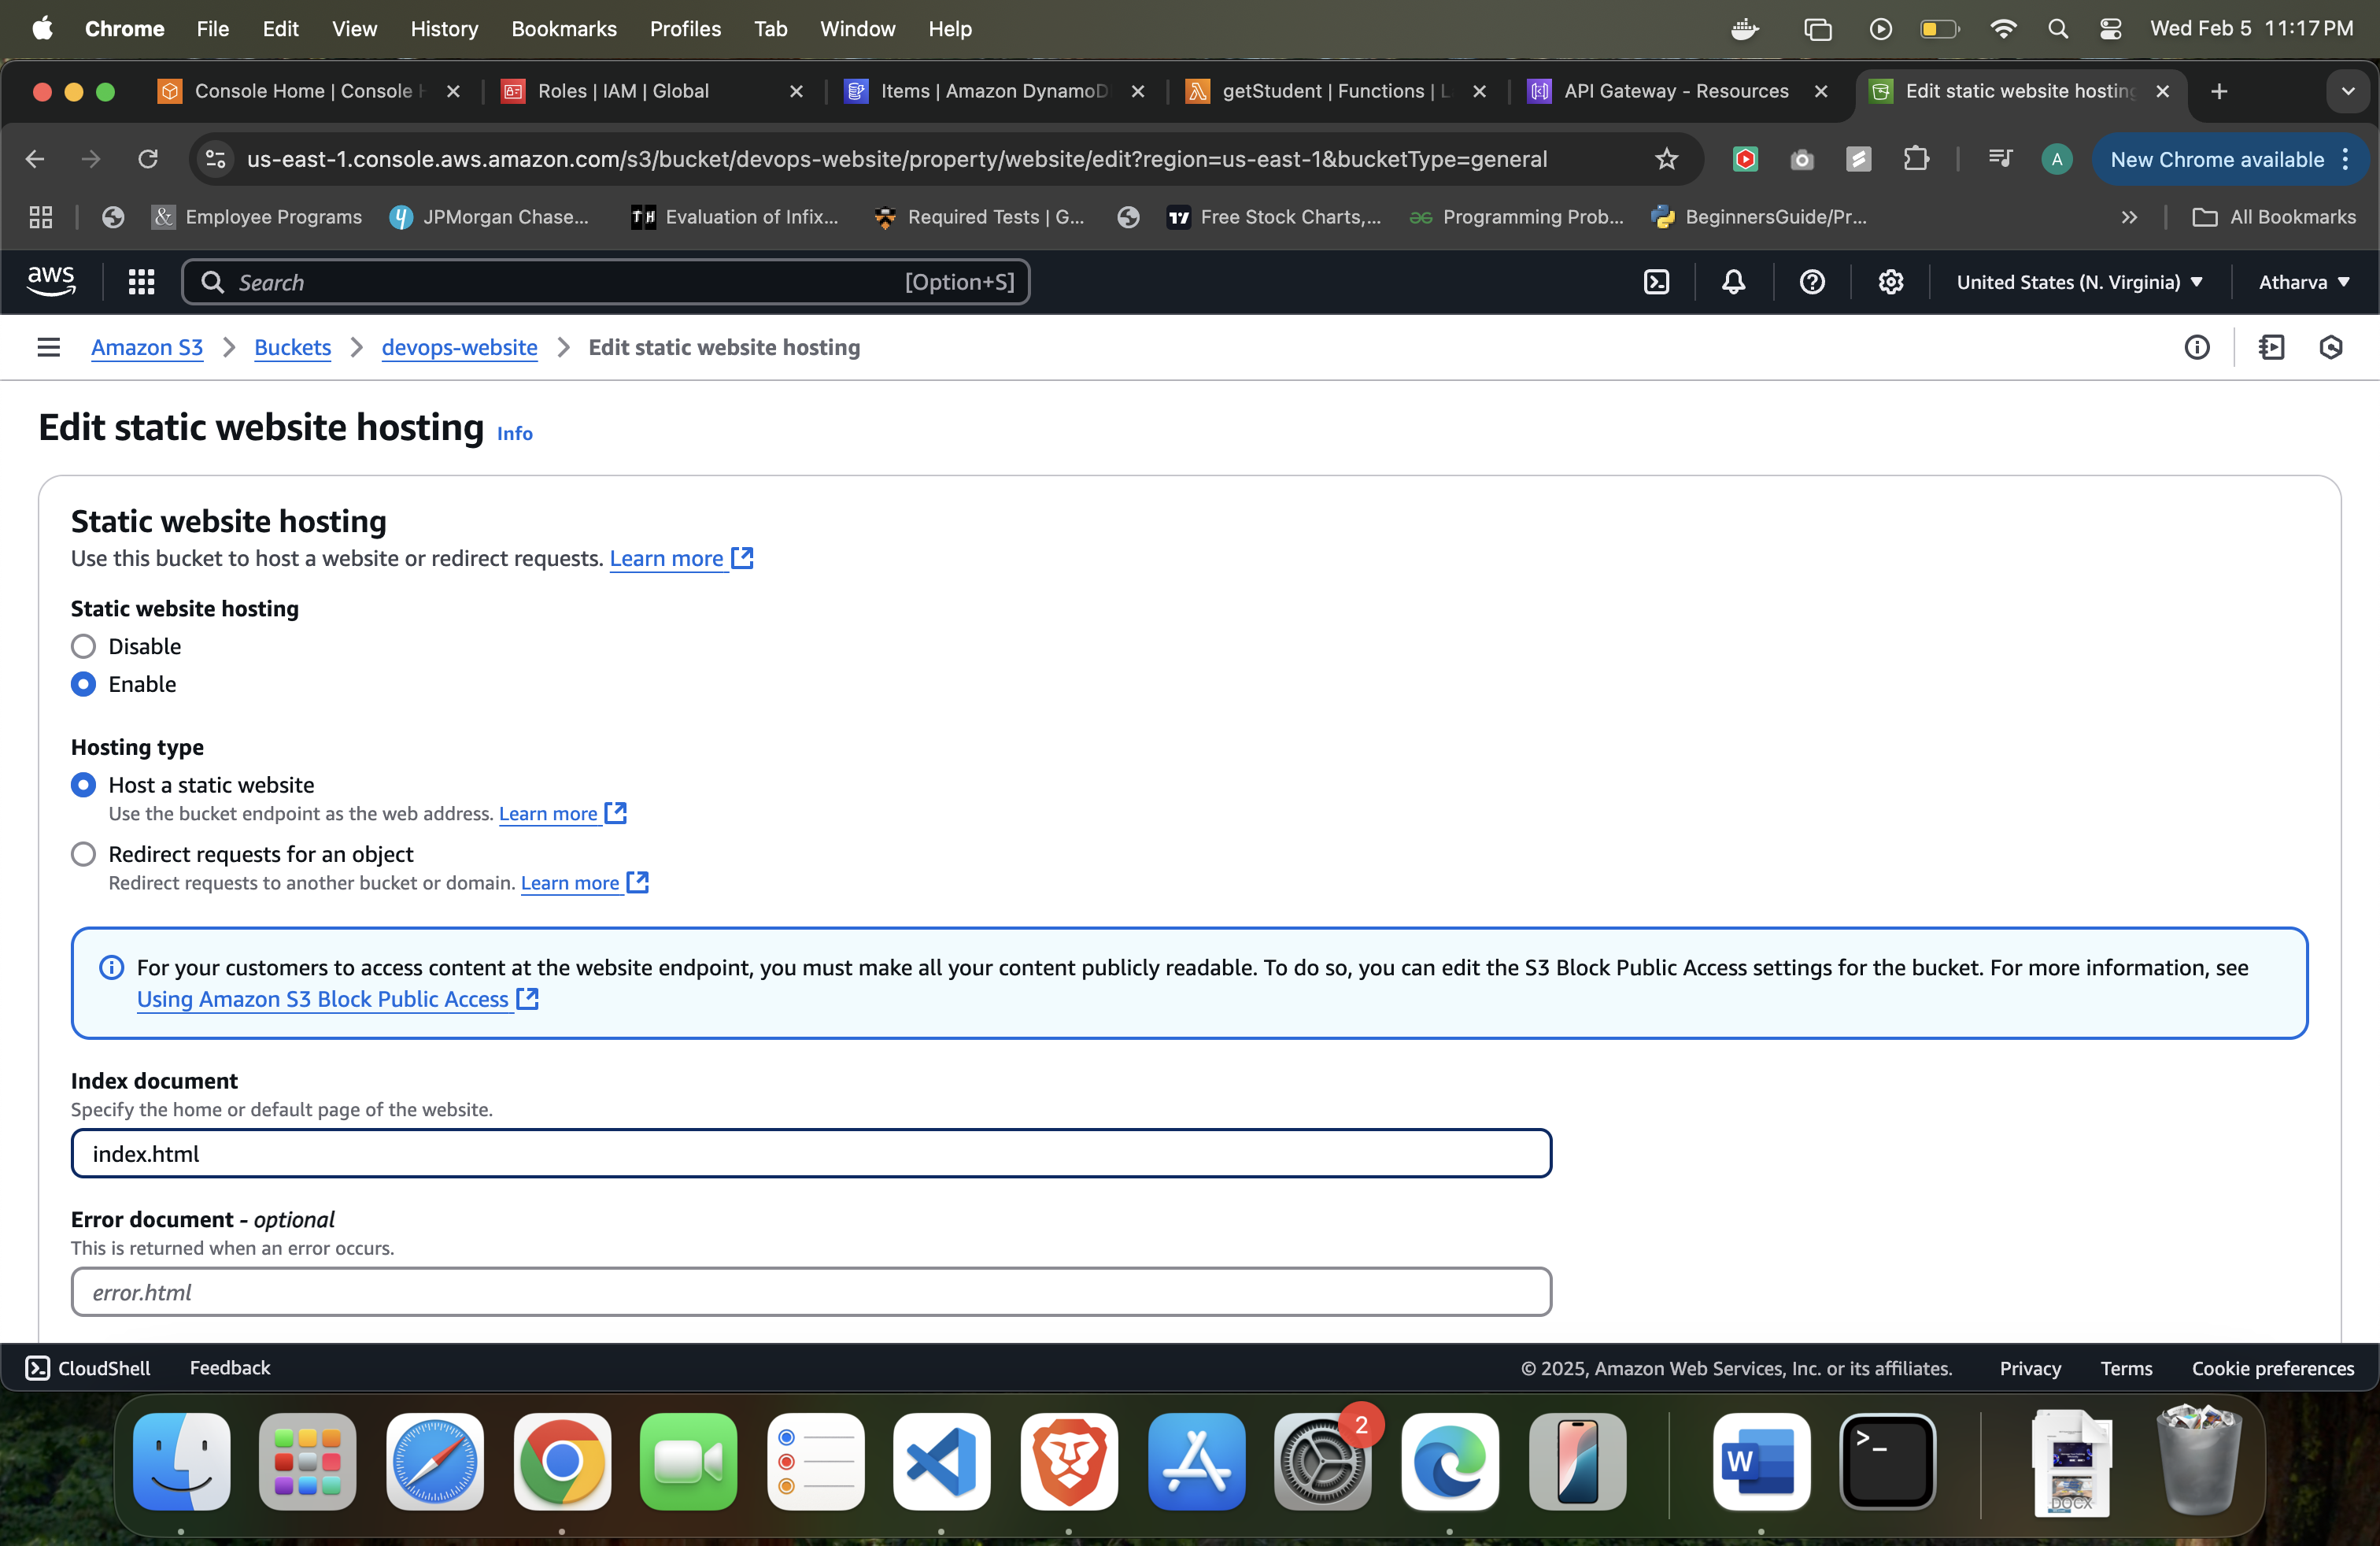 Chrome File Edit View History Bookmarks Profiles Tab Window Help Wed Feb 5 11:17 PM
Console Home | Console H Roles | IAM | Global Items | Amazon DynamoD getStudent | Functions | L API Gateway - Resources Edit static website hosting
us-east-1.console.aws.amazon.com/s3/bucket/devops-website/property/website/edit?region=us-east-1&bucketType=general A New Chrome available
Employee Programs JPMorgan Chase... TH Evaluation of Infix... Required Tests | G... Free Stock Charts,... Programming Prob... BeginnersGuide/Pr... All Bookmarks
aws Search [Option+S] United States (N. Virginia) Atharva
Amazon S3 Buckets devops-website Edit static website hosting
Edit static website hosting Info
Static website hosting
Use this bucket to host a website or redirect requests. Learn more
Static website hosting
Disable
Enable
Hosting type
Host a static website
Use the bucket endpoint as the web address. Learn more
Redirect requests for an object
Redirect requests to another bucket or domain. Learn more
For your customers to access content at the website endpoint, you must make all your content publicly readable. To do so, you can edit the S3 Block Public Access settings for the bucket. For more information, see
Using Amazon S3 Block Public Access
Index document
Specify the home or default page of the website.
index.html
Error document - optional
This is returned when an error occurs.
error.html
CloudShell Feedback © 2025, Amazon Web Services, Inc. or its affiliates. Privacy Terms Cookie preferences
2
W
DOCX